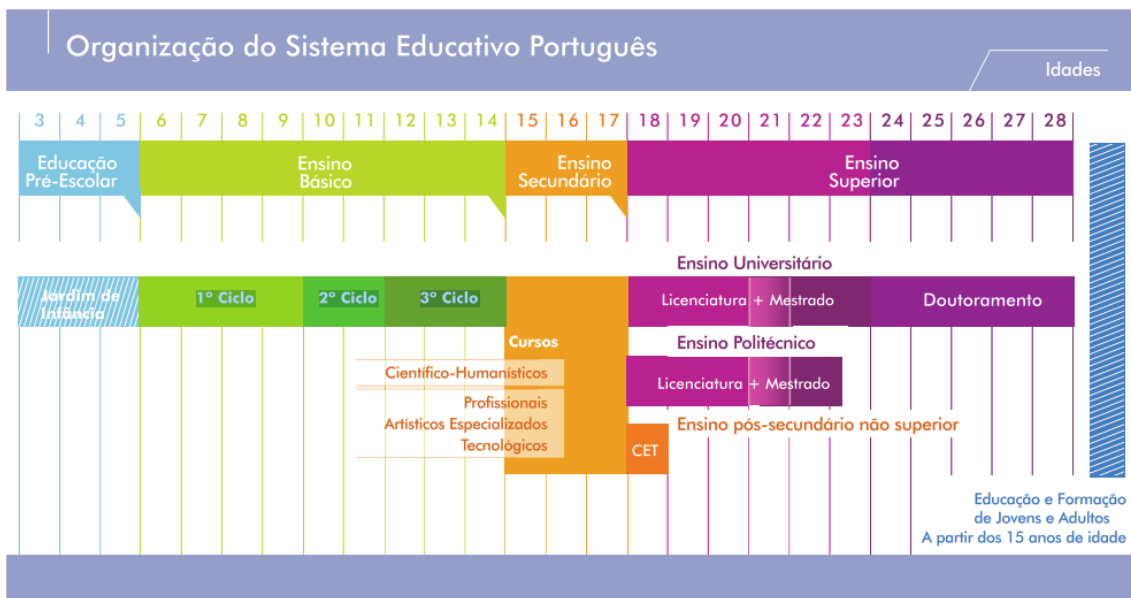 Organização do Sistema Educativo Português
Idades
3 4 5 6 7 8 9 10 11 12 13 14 15 16 17 18 19 20 21 22 23 24 25 26 27 28
Educação
Pré-Escolar
Ensino
Básico
Ensino
Secundário
Ensino
Superior
Ensino Universitário
Jardim de
Infância
1º Ciclo
2º Ciclo
3º Ciclo
Licenciatura + Mestrado
Doutoramento
Cursos
Ensino Politécnico
Científico-Humanísticos
Licenciatura + Mestrado
Profissionais
Artísticos Especializados
Tecnológicos
Ensino pós-secundário não superior
CET
Educação e Formação
de Jovens e Adultos
A partir dos 15 anos de idade